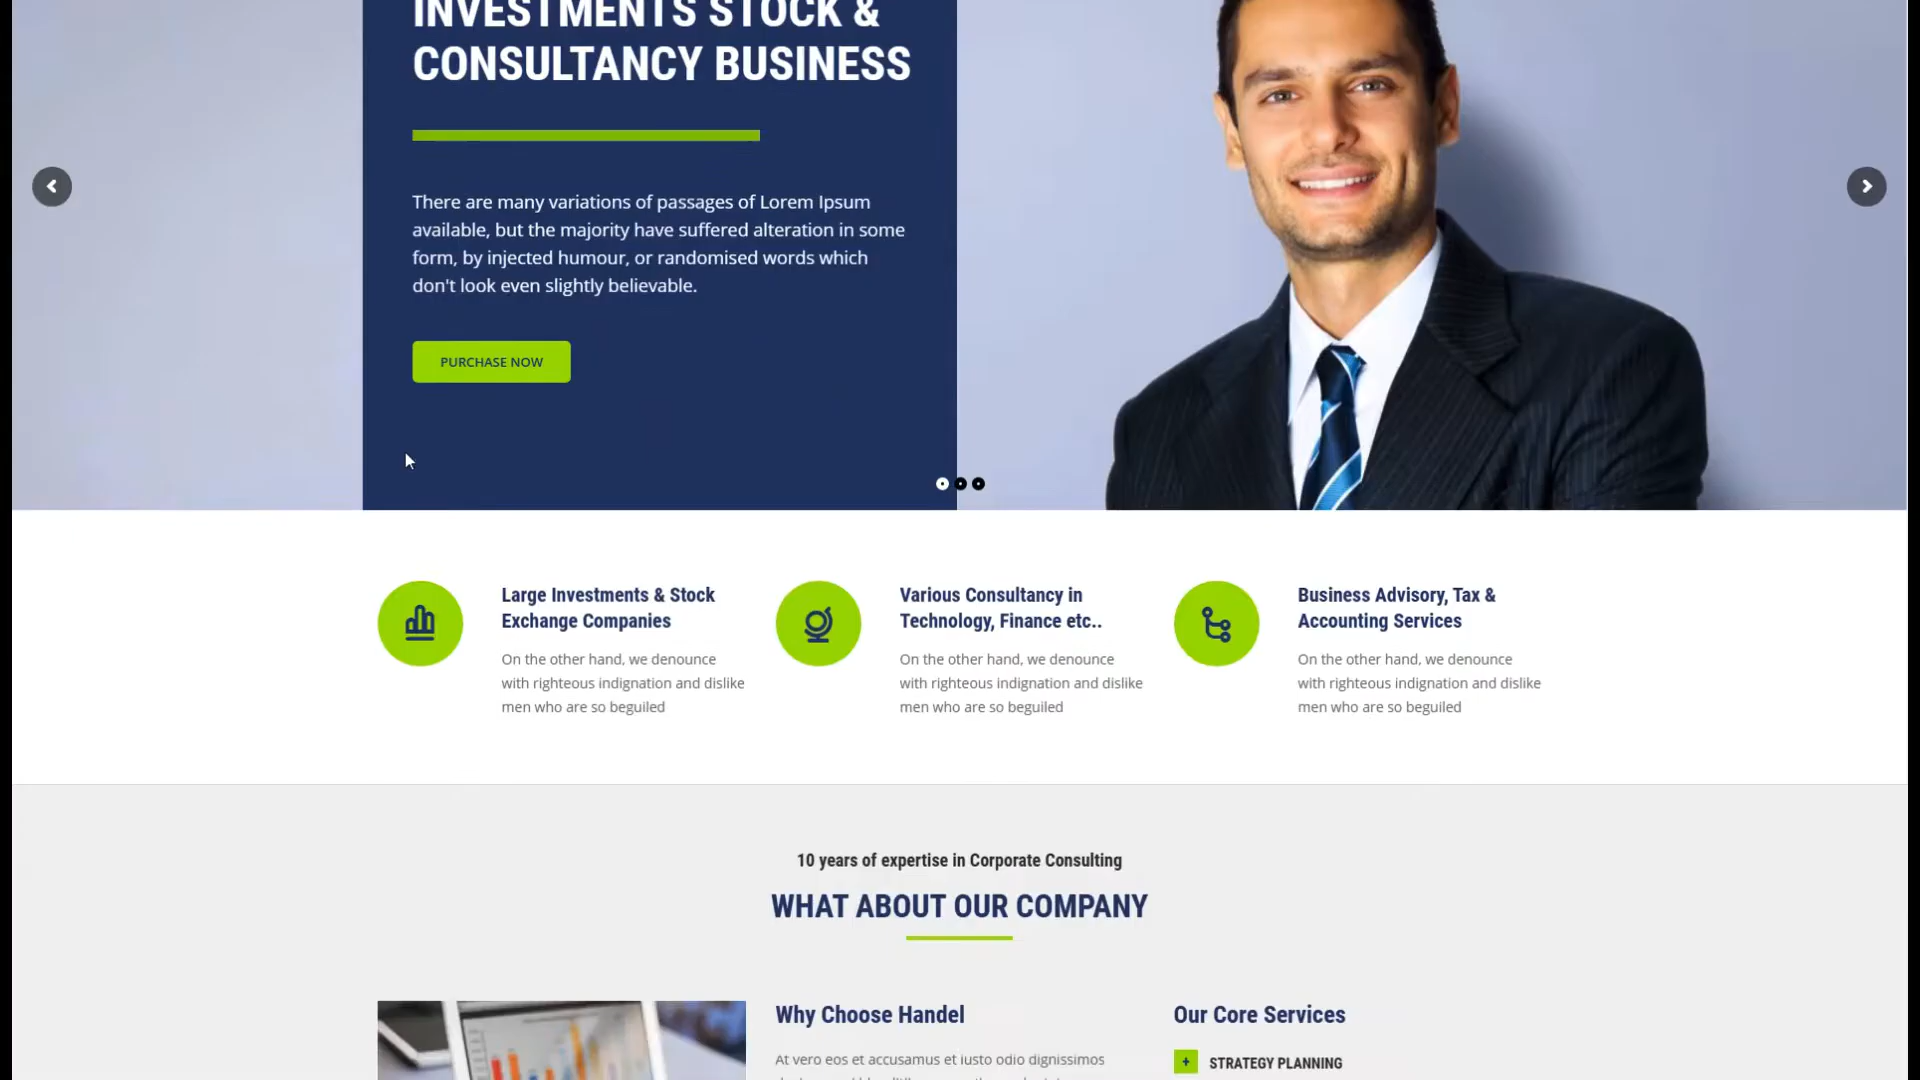 INVESTMENTS STOCK &
CONSULTANCY BUSINESS
There are many variations of passages of Lorem Ipsum
available, but the majority have suffered alteration in some
form, by injected humour, or randomised words which
don't look even slightly believable.
PURCHASE NOW
Large Investments & Stock
Exchange Companies
On the other hand, we denounce
with righteous indignation and dislike
men who are so beguiled
Various Consultancy in
Technology, Finance etc..
On the other hand, we denounce
with righteous indignation and dislike
men who are so beguiled
Business Advisory, Tax &
Accounting Services
On the other hand, we denounce
with righteous indignation and dislike
men who are so beguiled
10 years of expertise in Corporate Consulting
WHAT ABOUT OUR COMPANY
Why Choose Handel
At vero eos et accusamus et iusto odio dignissimos
Our Core Services
+ STRATEGY PLANNING